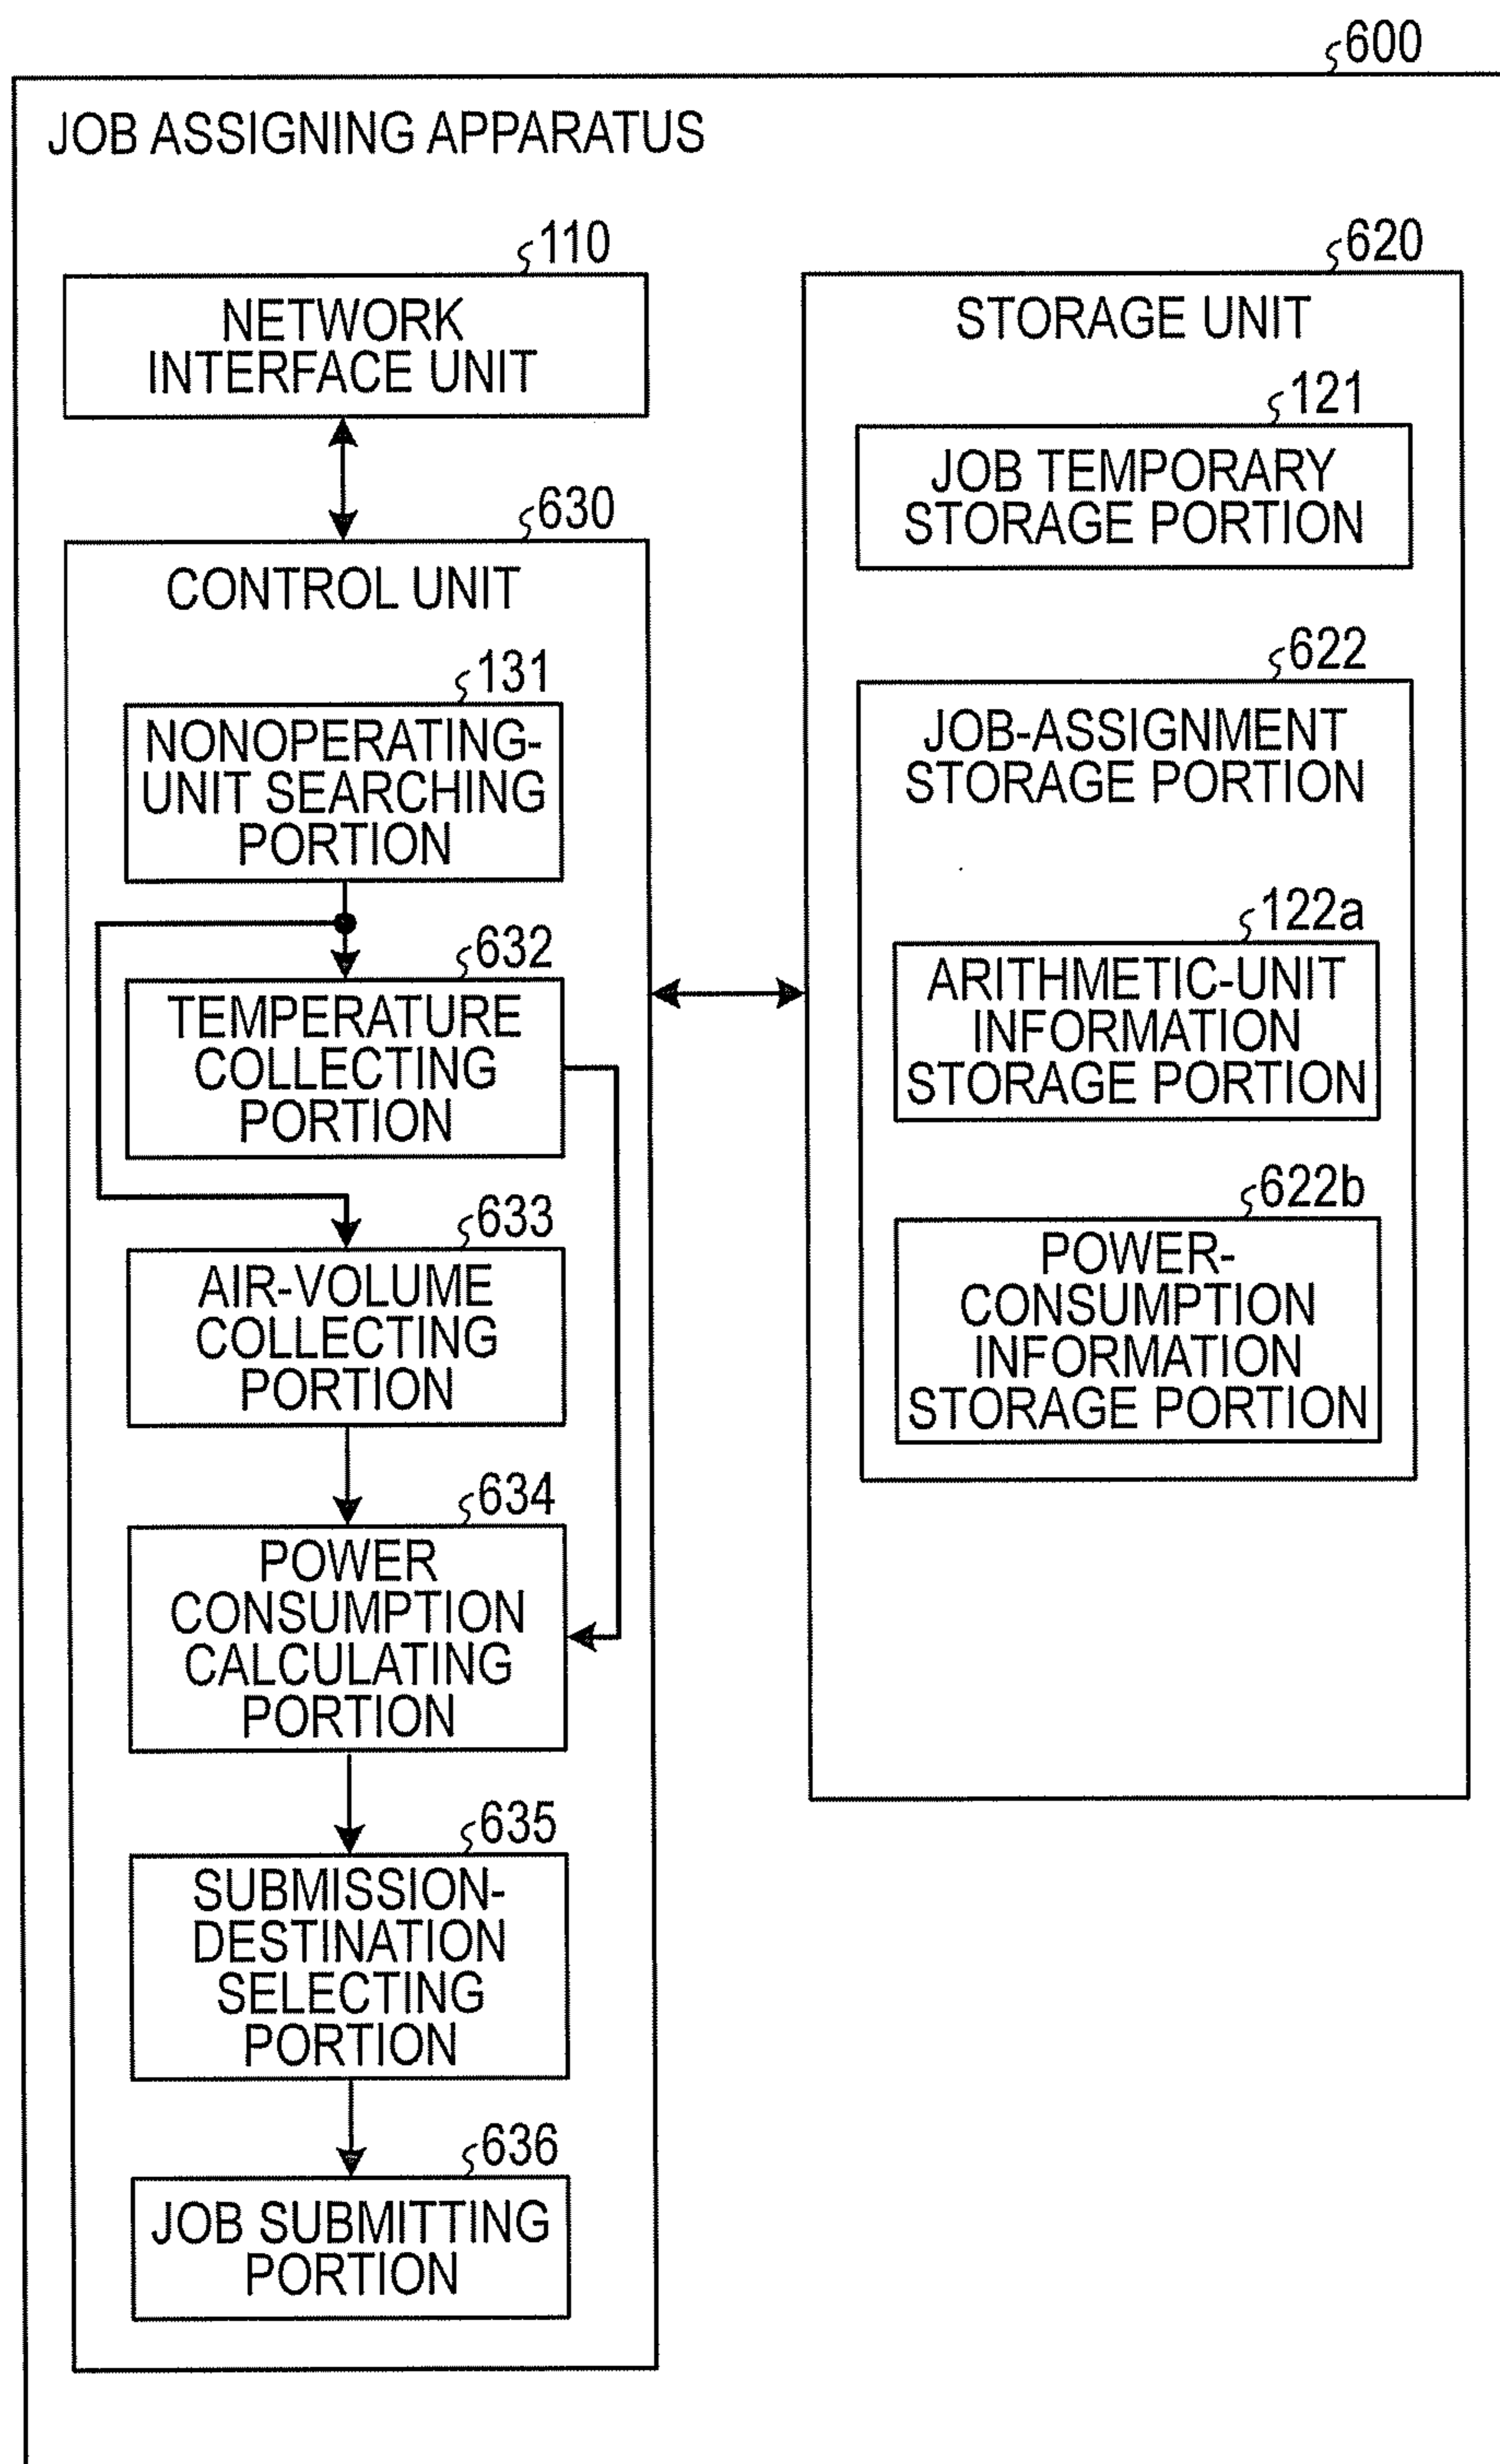 600
JOB ASSIGNING APPARATUS
110
NETWORK
INTERFACE UNIT
630
CONTROL UNIT
131
NONOPERATING-
UNIT SEARCHING
PORTION
632
TEMPERATURE
COLLECTING
PORTION
633
AIR-VOLUME
COLLECTING
PORTION
634
POWER
CONSUMPTION
CALCULATING
PORTION
635
SUBMISSION-
DESTINATION
SELECTING
PORTION
636
JOB SUBMITTING
PORTION
620
STORAGE UNIT
121
JOB TEMPORARY
STORAGE PORTION
622
JOB-ASSIGNMENT
STORAGE PORTION
122a
ARITHMETIC-UNIT
INFORMATION
STORAGE PORTION
622b
POWER-
CONSUMPTION
INFORMATION
STORAGE PORTION